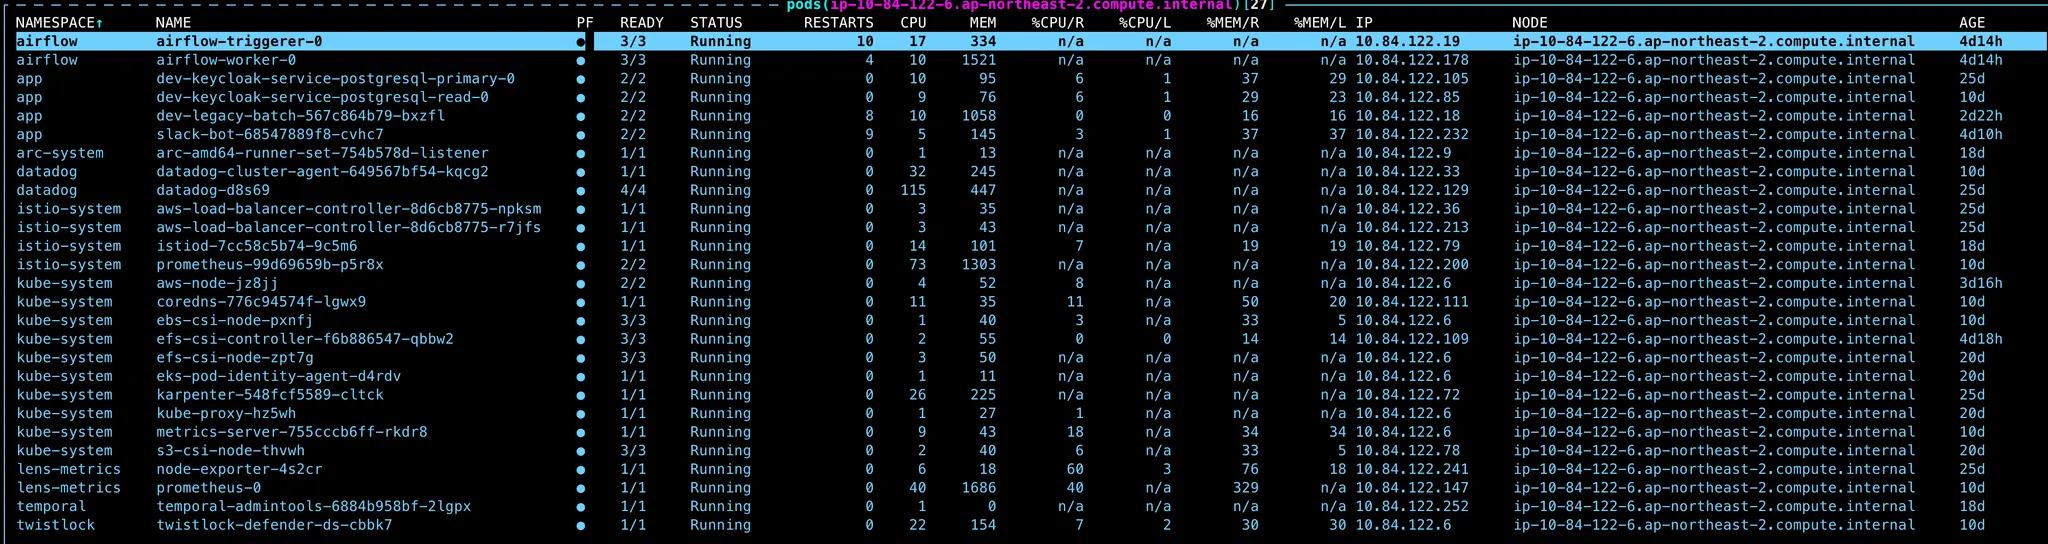 pods(ip-10-84-122-6.ap-northeast-2.compute.internal)[27]
NAMESPACE↑ NAME PF READY STATUS RESTARTS CPU MEM %CPU/R %CPU/L %MEM/R %MEM/L IP NODE AGE
airflow airflow-triggerer-0 ● 3/3 Running 10 17 334 n/a n/a n/a n/a 10.84.122.19 ip-10-84-122-6.ap-northeast-2.compute.internal 4d14h
airflow airflow-worker-0 ● 3/3 Running 4 10 1521 n/a n/a n/a n/a 10.84.122.178 ip-10-84-122-6.ap-northeast-2.compute.internal 4d14h
app dev-keycloak-service-postgresql-primary-0 ● 2/2 Running 0 10 95 6 1 37 29 10.84.122.105 ip-10-84-122-6.ap-northeast-2.compute.internal 25d
app dev-keycloak-service-postgresql-read-0 ● 2/2 Running 0 9 76 6 1 29 23 10.84.122.85 ip-10-84-122-6.ap-northeast-2.compute.internal 10d
app dev-legacy-batch-567c864b79-bxzfl ● 2/2 Running 8 10 1058 0 0 16 16 10.84.122.18 ip-10-84-122-6.ap-northeast-2.compute.internal 2d22h
app slack-bot-68547889f8-cvhc7 ● 2/2 Running 9 5 145 3 1 37 37 10.84.122.232 ip-10-84-122-6.ap-northeast-2.compute.internal 4d10h
arc-system arc-amd64-runner-set-754b578d-listener ● 1/1 Running 0 1 13 n/a n/a n/a n/a 10.84.122.9 ip-10-84-122-6.ap-northeast-2.compute.internal 18d
datadog datadog-cluster-agent-649567bf54-kqcg2 ● 1/1 Running 0 32 245 n/a n/a n/a n/a 10.84.122.33 ip-10-84-122-6.ap-northeast-2.compute.internal 10d
datadog datadog-d8s69 ● 4/4 Running 0 115 447 n/a n/a n/a n/a 10.84.122.129 ip-10-84-122-6.ap-northeast-2.compute.internal 25d
istio-system aws-load-balancer-controller-8d6cb8775-npksm ● 1/1 Running 0 3 35 n/a n/a n/a n/a 10.84.122.36 ip-10-84-122-6.ap-northeast-2.compute.internal 25d
istio-system aws-load-balancer-controller-8d6cb8775-r7jfs ● 1/1 Running 0 3 43 n/a n/a n/a n/a 10.84.122.213 ip-10-84-122-6.ap-northeast-2.compute.internal 25d
istio-system istiod-7cc58c5b74-9c5m6 ● 1/1 Running 0 14 101 7 n/a 19 19 10.84.122.79 ip-10-84-122-6.ap-northeast-2.compute.internal 18d
istio-system prometheus-99d69659b-p5r8x ● 2/2 Running 0 73 1303 n/a n/a n/a n/a 10.84.122.200 ip-10-84-122-6.ap-northeast-2.compute.internal 10d
kube-system aws-node-jz8jj ● 2/2 Running 0 4 52 8 n/a n/a n/a 10.84.122.6 ip-10-84-122-6.ap-northeast-2.compute.internal 3d16h
kube-system coredns-776c94574f-lgwx9 ● 1/1 Running 0 11 35 11 n/a 50 20 10.84.122.111 ip-10-84-122-6.ap-northeast-2.compute.internal 10d
kube-system ebs-csi-node-pxnfj ● 3/3 Running 0 1 40 3 n/a 33 5 10.84.122.6 ip-10-84-122-6.ap-northeast-2.compute.internal 10d
kube-system efs-csi-controller-f6b886547-qbbw2 ● 3/3 Running 0 2 55 0 0 14 14 10.84.122.109 ip-10-84-122-6.ap-northeast-2.compute.internal 4d18h
kube-system efs-csi-node-zpt7g ● 3/3 Running 0 3 50 n/a n/a n/a n/a 10.84.122.6 ip-10-84-122-6.ap-northeast-2.compute.internal 20d
kube-system eks-pod-identity-agent-d4rdv ● 1/1 Running 0 1 11 n/a n/a n/a n/a 10.84.122.6 ip-10-84-122-6.ap-northeast-2.compute.internal 20d
kube-system karpenter-548fcf5589-cltck ● 1/1 Running 0 26 225 n/a n/a n/a n/a 10.84.122.72 ip-10-84-122-6.ap-northeast-2.compute.internal 25d
kube-system kube-proxy-hz5wh ● 1/1 Running 0 1 27 1 n/a n/a n/a 10.84.122.6 ip-10-84-122-6.ap-northeast-2.compute.internal 20d
kube-system metrics-server-755cccb6ff-rkdr8 ● 1/1 Running 0 9 43 18 n/a 34 34 10.84.122.6 ip-10-84-122-6.ap-northeast-2.compute.internal 10d
kube-system s3-csi-node-thvwh ● 3/3 Running 0 2 40 6 n/a 33 5 10.84.122.78 ip-10-84-122-6.ap-northeast-2.compute.internal 20d
lens-metrics node-exporter-4s2cr ● 1/1 Running 0 6 18 60 3 76 18 10.84.122.241 ip-10-84-122-6.ap-northeast-2.compute.internal 25d
lens-metrics prometheus-0 ● 1/1 Running 0 40 1686 40 n/a 329 n/a 10.84.122.147 ip-10-84-122-6.ap-northeast-2.compute.internal 10d
temporal temporal-admintools-6884b958bf-2lgpx ● 1/1 Running 0 1 0 n/a n/a n/a n/a 10.84.122.252 ip-10-84-122-6.ap-northeast-2.compute.internal 18d
twistlock twistlock-defender-ds-cbbk7 ● 1/1 Running 0 22 154 7 2 30 30 10.84.122.6 ip-10-84-122-6.ap-northeast-2.compute.internal 10d